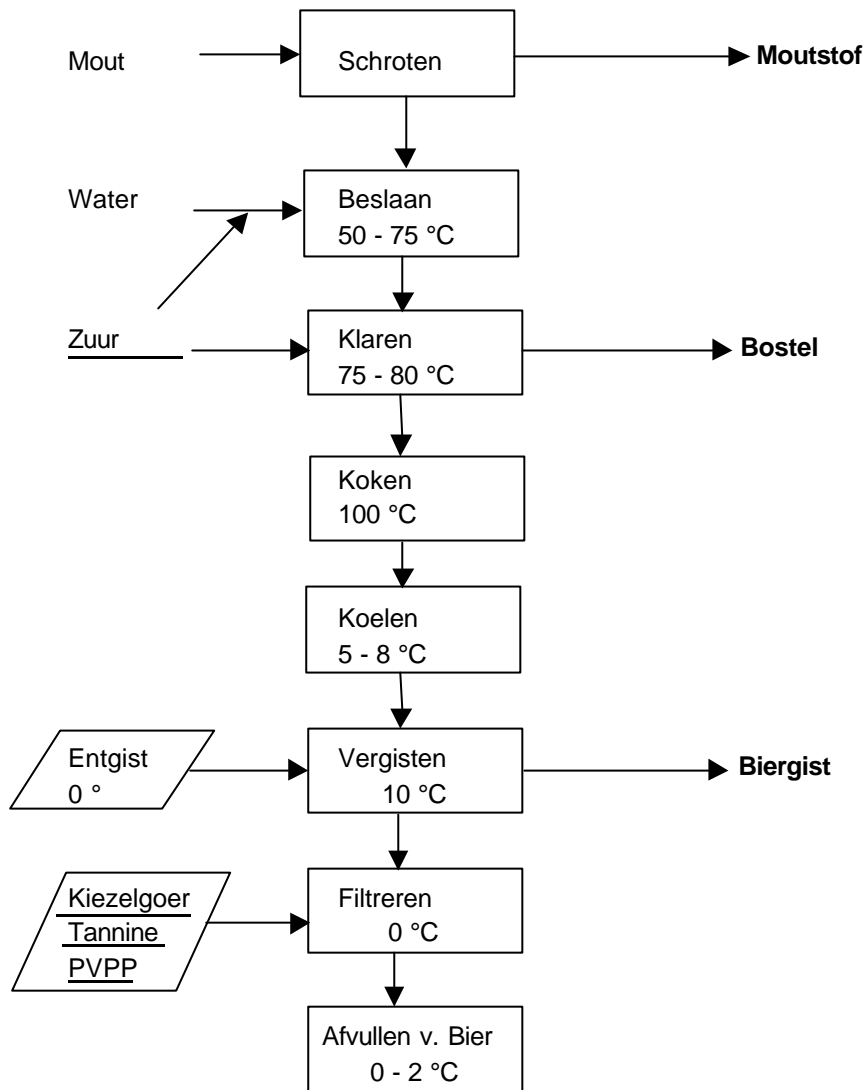 Mout
Schroten
Moutstof
Water
Beslaan
50 - 75 °C
Zuur
Klaren
75 - 80 °C
Bostel
Koken
100 °C
Koelen
5 - 8 °C
Entgist
0 °
Vergisten
10 °C
Biergist
Kiezelgoer
Tannine
PVPP
Filtreren
0 °C
Afvullen v. Bier
0 - 2 °C